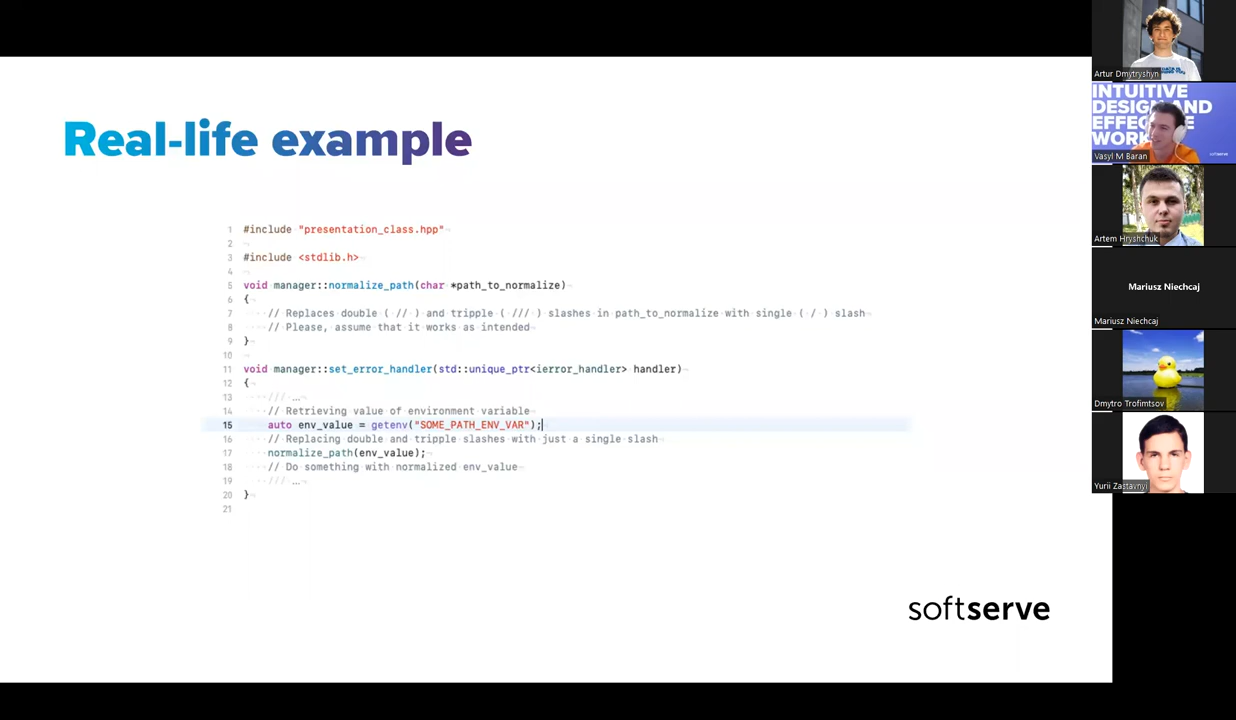 Real-life example
1 #include "presentation_class.hpp"
2
3 #include <stdlib.h>
4
5 void manager::normalize_path(char *path_to_normalize)
6 {
7 // Replaces double ( // ) and tripple ( /// ) slashes in path_to_normalize with single ( / ) slash
8 // Please, assume that it works as intended
9 }
10
11 void manager::set_error_handler(std::unique_ptr<ierror_handler> handler)
12 {
13 /// ...
14 // Retrieving value of environment variable
15 auto env_value = getenv("SOME_PATH_ENV_VAR");
16 // Replacing double and tripple slashes with just a single slash
17 normalize_path(env_value);
18 // Do something with normalized env_value
19 /// ...
20 }
21
softserve
Artur Dmytryshyn
INTUITIVE
DESIGN AND
WORK
softserve
Vasyl M Baran
Artem Hryshchuk
Mariusz Niechcaj
Mariusz Niechcaj
Dmytro Trofimtsov
Yurii Zastavnyi